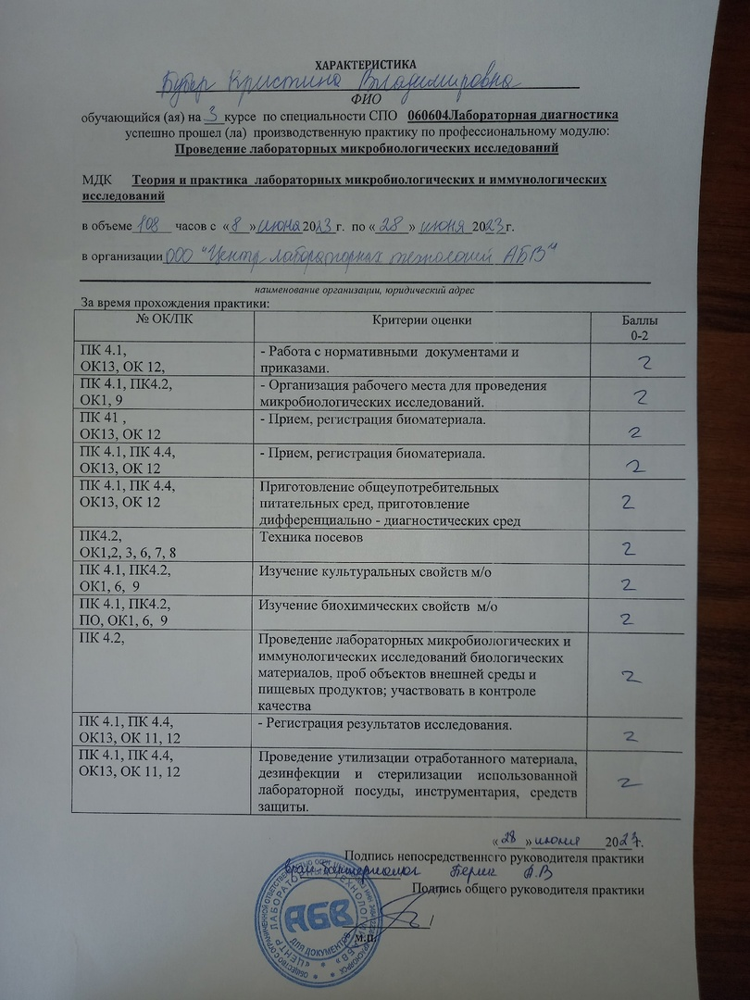 ХАРАКТЕРИСТИКА
Бубер Кристина Владимировна
ФИО
обучающийся (ая) на 3 курсе по специальности СПО 060604Лабораторная диагностика
успешно прошел (ла) производственную практику по профессиональному модулю:
Проведение лабораторных микробиологических исследований
МДК Теория и практика лабораторных микробиологических и иммунологических
исследований
в объеме 108 часов с «8» июня 2023 г. по «28» июня 2023 г.
в организации ООО "Центр лабораторных технологий АБВ"
наименование организации, юридический адрес
За время прохождения практики:
№ ОК/ПК Критерии оценки Баллы
0-2
ПК 4.1, - Работа с нормативными документами и
ОК13, ОК 12, приказами. 2
ПК 4.1, ПК4.2, - Организация рабочего места для проведения
ОК1, 9 микробиологических исследований. 2
ПК 41 , - Прием, регистрация биоматериала.
ОК13, ОК 12 2
ПК 4.1, ПК 4.4, - Прием, регистрация биоматериала.
ОК13, ОК 12 2
ПК 4.1, ПК 4.4, Приготовление общеупотребительных
ОК13, ОК 12 питательных сред, приготовление 2
дифференциально - диагностических сред
ПК4.2, Техника посевов
ОК1,2, 3, 6, 7, 8 2
ПК 4.1, ПК4.2, Изучение культуральных свойств м/о
ОК1, 6, 9 2
ПК 4.1, ПК4.2, Изучение биохимических свойств м/о
ПО, ОК1, 6, 9 2
ПК 4.2, Проведение лабораторных микробиологических и
иммунологических исследований биологических
материалов, проб объектов внешней среды и 2
пищевых продуктов; участвовать в контроле
качества
ПК 4.1, ПК 4.4, - Регистрация результатов исследования.
ОК13, ОК 11, 12 2
ПК 4.1, ПК 4.4, Проведение утилизации отработанного материала,
ОК13, ОК 11, 12 дезинфекции и стерилизации использованной 2
лабораторной посуды, инструментария, средств
защиты.
«28» июня 2023г.
Подпись непосредственного руководителя практики
врач бактериолог
Подпись общего руководителя практики
АБВ
ДЛЯ ДОКУМЕНТОВ
М.П.